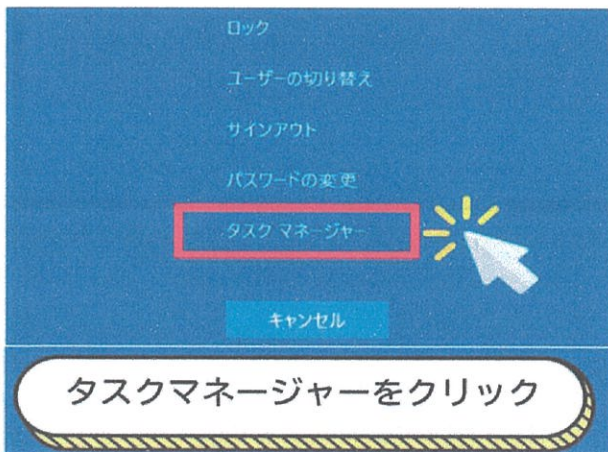 ロック
ユーザーの切り替え
サインアウト
パスワードの変更
タスク マネージャー
キャンセル
タスクマネージャーをクリック